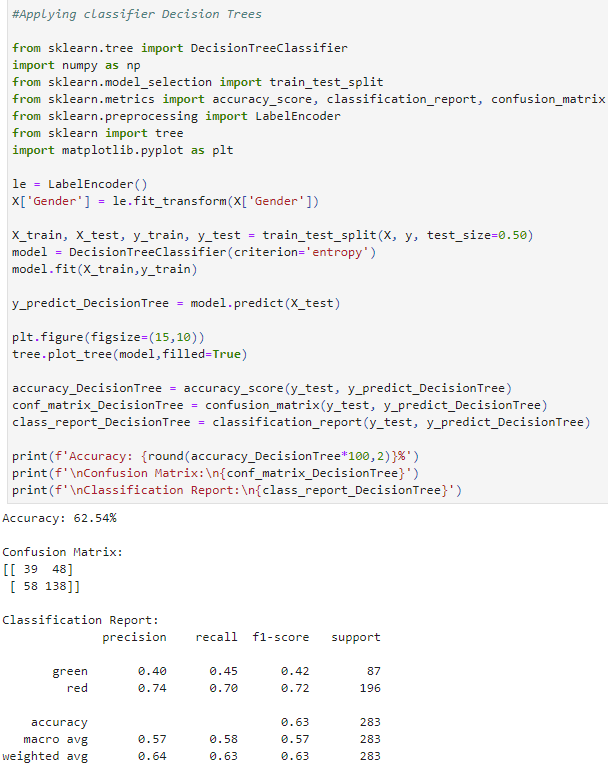 #Applying classifier Decision Trees
from sklearn.tree import DecisionTreeClassifier
import numpy as np
from sklearn.model_selection import train_test_split
from sklearn.metrics import accuracy_score, classification_report, confusion_matrix
from sklearn.preprocessing import LabelEncoder
from sklearn import tree
import matplotlib.pyplot as plt
le = LabelEncoder()
X['Gender'] = le.fit_transform(X['Gender'])
X_train, X_test, y_train, y_test = train_test_split(X, y, test_size=0.50)
model = DecisionTreeClassifier(criterion='entropy')
model.fit(X_train,y_train)
y_predict_DecisionTree = model.predict(X_test)
plt.figure(figsize=(15,10))
tree.plot_tree(model,filled=True)
accuracy_DecisionTree = accuracy_score(y_test, y_predict_DecisionTree)
conf_matrix_DecisionTree = confusion_matrix(y_test, y_predict_DecisionTree)
class_report_DecisionTree = classification_report(y_test, y_predict_DecisionTree)
print(f'Accuracy: {round(accuracy_DecisionTree*100,2)}%')
print(f'\nConfusion Matrix:\n{conf_matrix_DecisionTree}')
print(f'\nClassification Report:\n{class_report_DecisionTree}')
Accuracy: 62.54%
Confusion Matrix:
[[ 39  48]
 [ 58 138]]
Classification Report:
              precision    recall  f1-score   support
       green       0.40      0.45      0.42        87
         red       0.74      0.70      0.72       196
    accuracy                           0.63       283
   macro avg       0.57      0.58      0.57       283
weighted avg       0.64      0.63      0.63       283